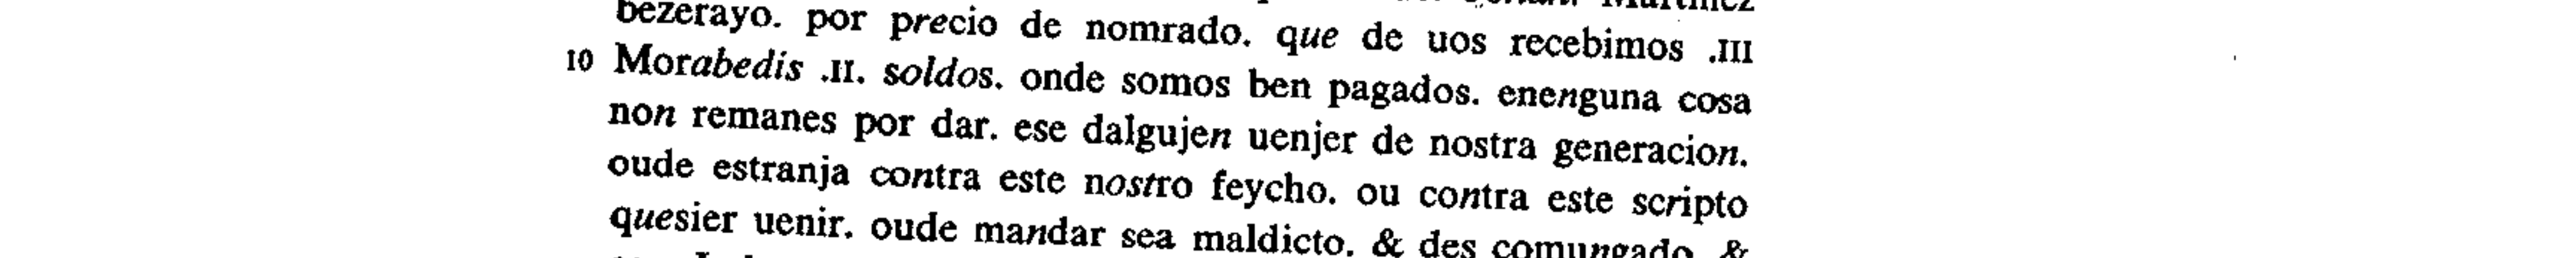 Martinez
bezerayo. por precio de nomrado. que de uos recebimos .III
10 Morabedis .II. soldos. onde somos ben pagados. enenguna cosa
non remanes por dar. ese dalgujen uenjer de nostra generacion.
oude estranja contra este nostro feycho. ou contra este scripto
quesier uenir. oude mandar sea maldicto. & des comungado. &